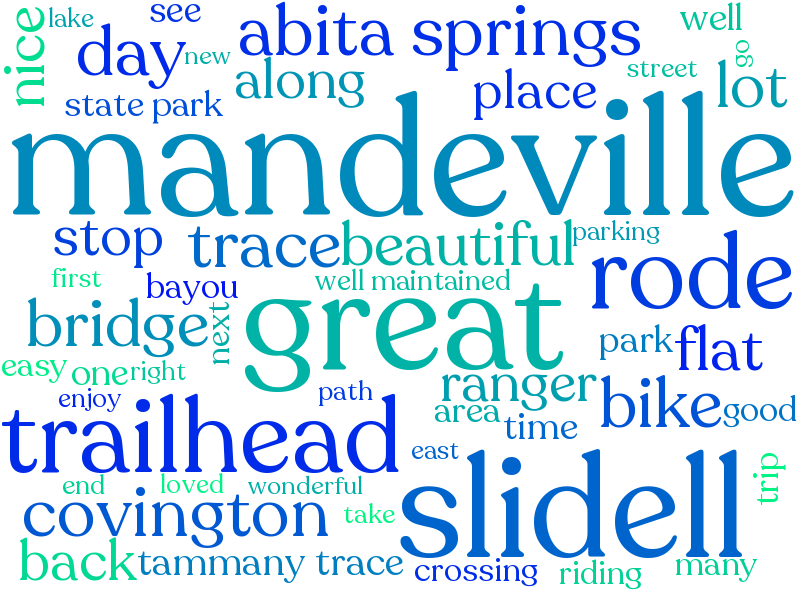 nice
lake
see
day
new
abita springs
well
go
street
lot
state park
along
place
mandeville
stop
trace
beautiful
parking
first
bayou
well maintained
rode
bridge
next
great
park
flat
easy
one
right
path
ranger
bike
good
enjoy
area
time
trailhead
east
slidell
trip
end
loved
wonderful
covington
take
back
tammany trace
crossing
riding
many